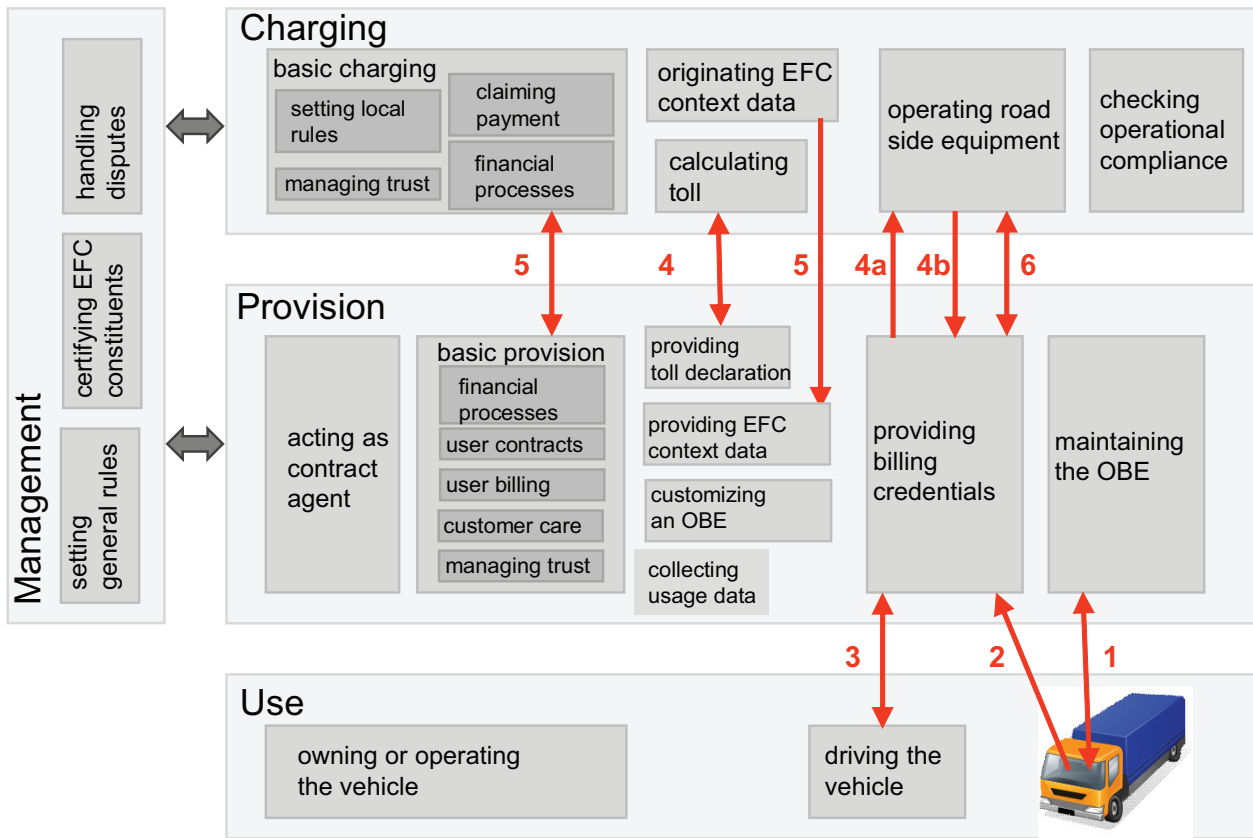 Management
handling
disputes
certifying EFC
constituents
setting
general rules
Charging
basic charging
setting local
rules
managing trust
claiming
payment
financial
processes
originating EFC
context data
calculating
toll
operating road
side equipment
checking
operational
compliance
5
4
5
4a
4b
6
Provision
acting as
contract
agent
basic provision
financial
processes
user contracts
user billing
customer care
managing trust
providing
toll declaration
providing EFC
context data
customizing
an OBE
collecting
usage data
providing
billing
credentials
maintaining
the OBE
3
2
1
Use
owning or operating
the vehicle
driving the
vehicle